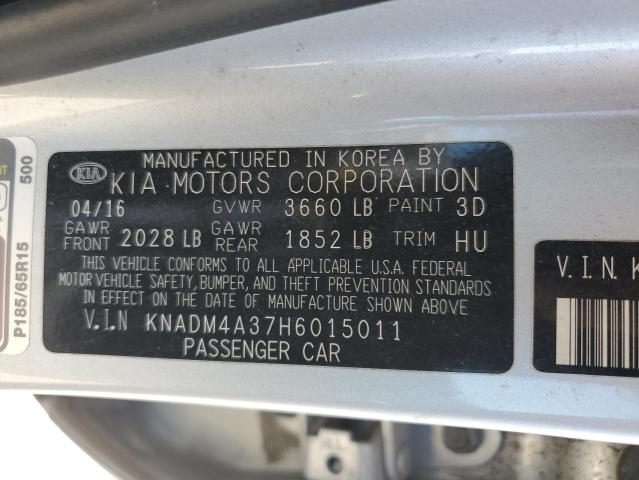 MANUFACTURED IN KOREA BY
KIA KIA MOTORS CORPORATION
04/16 GVWR 3660 LB PAINT 3D
GAWR FRONT 2028 LB GAWR REAR 1852 LB TRIM HU
THIS VEHICLE CONFORMS TO ALL APPLICABLE U.S.A. FEDERAL
MOTOR VEHICLE SAFETY, BUMPER, AND THEFT PREVENTION STANDARDS
IN EFFECT ON THE DATE OF MANUFACTURE SHOWN ABOVE
V.I.N KNADM4A37H6015011
PASSENGER CAR
P185/65R15
500
V.I.N. K